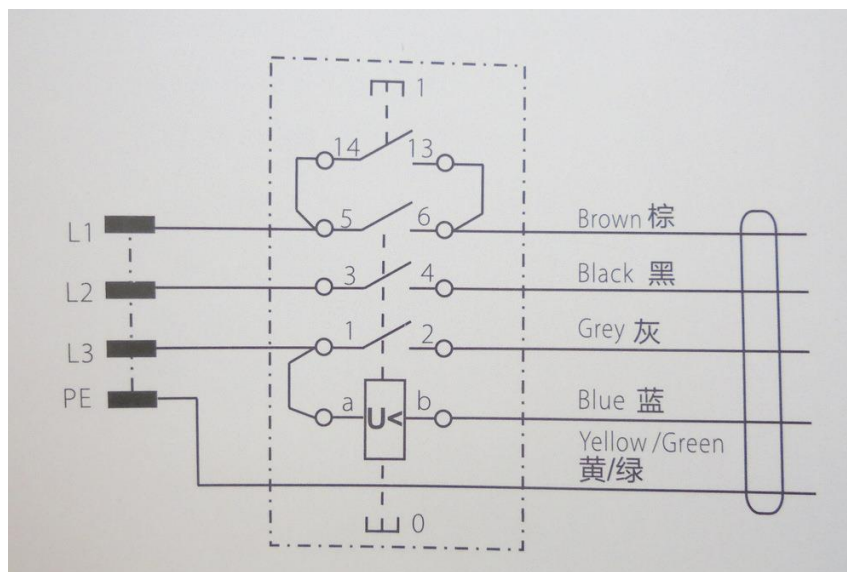 1
14 13
L1 5 6 Brown 棕
L2 3 4 Black 黑
L3 1 2 Grey 灰
PE a U< b Blue 蓝
Yellow/Green
黄/绿
0